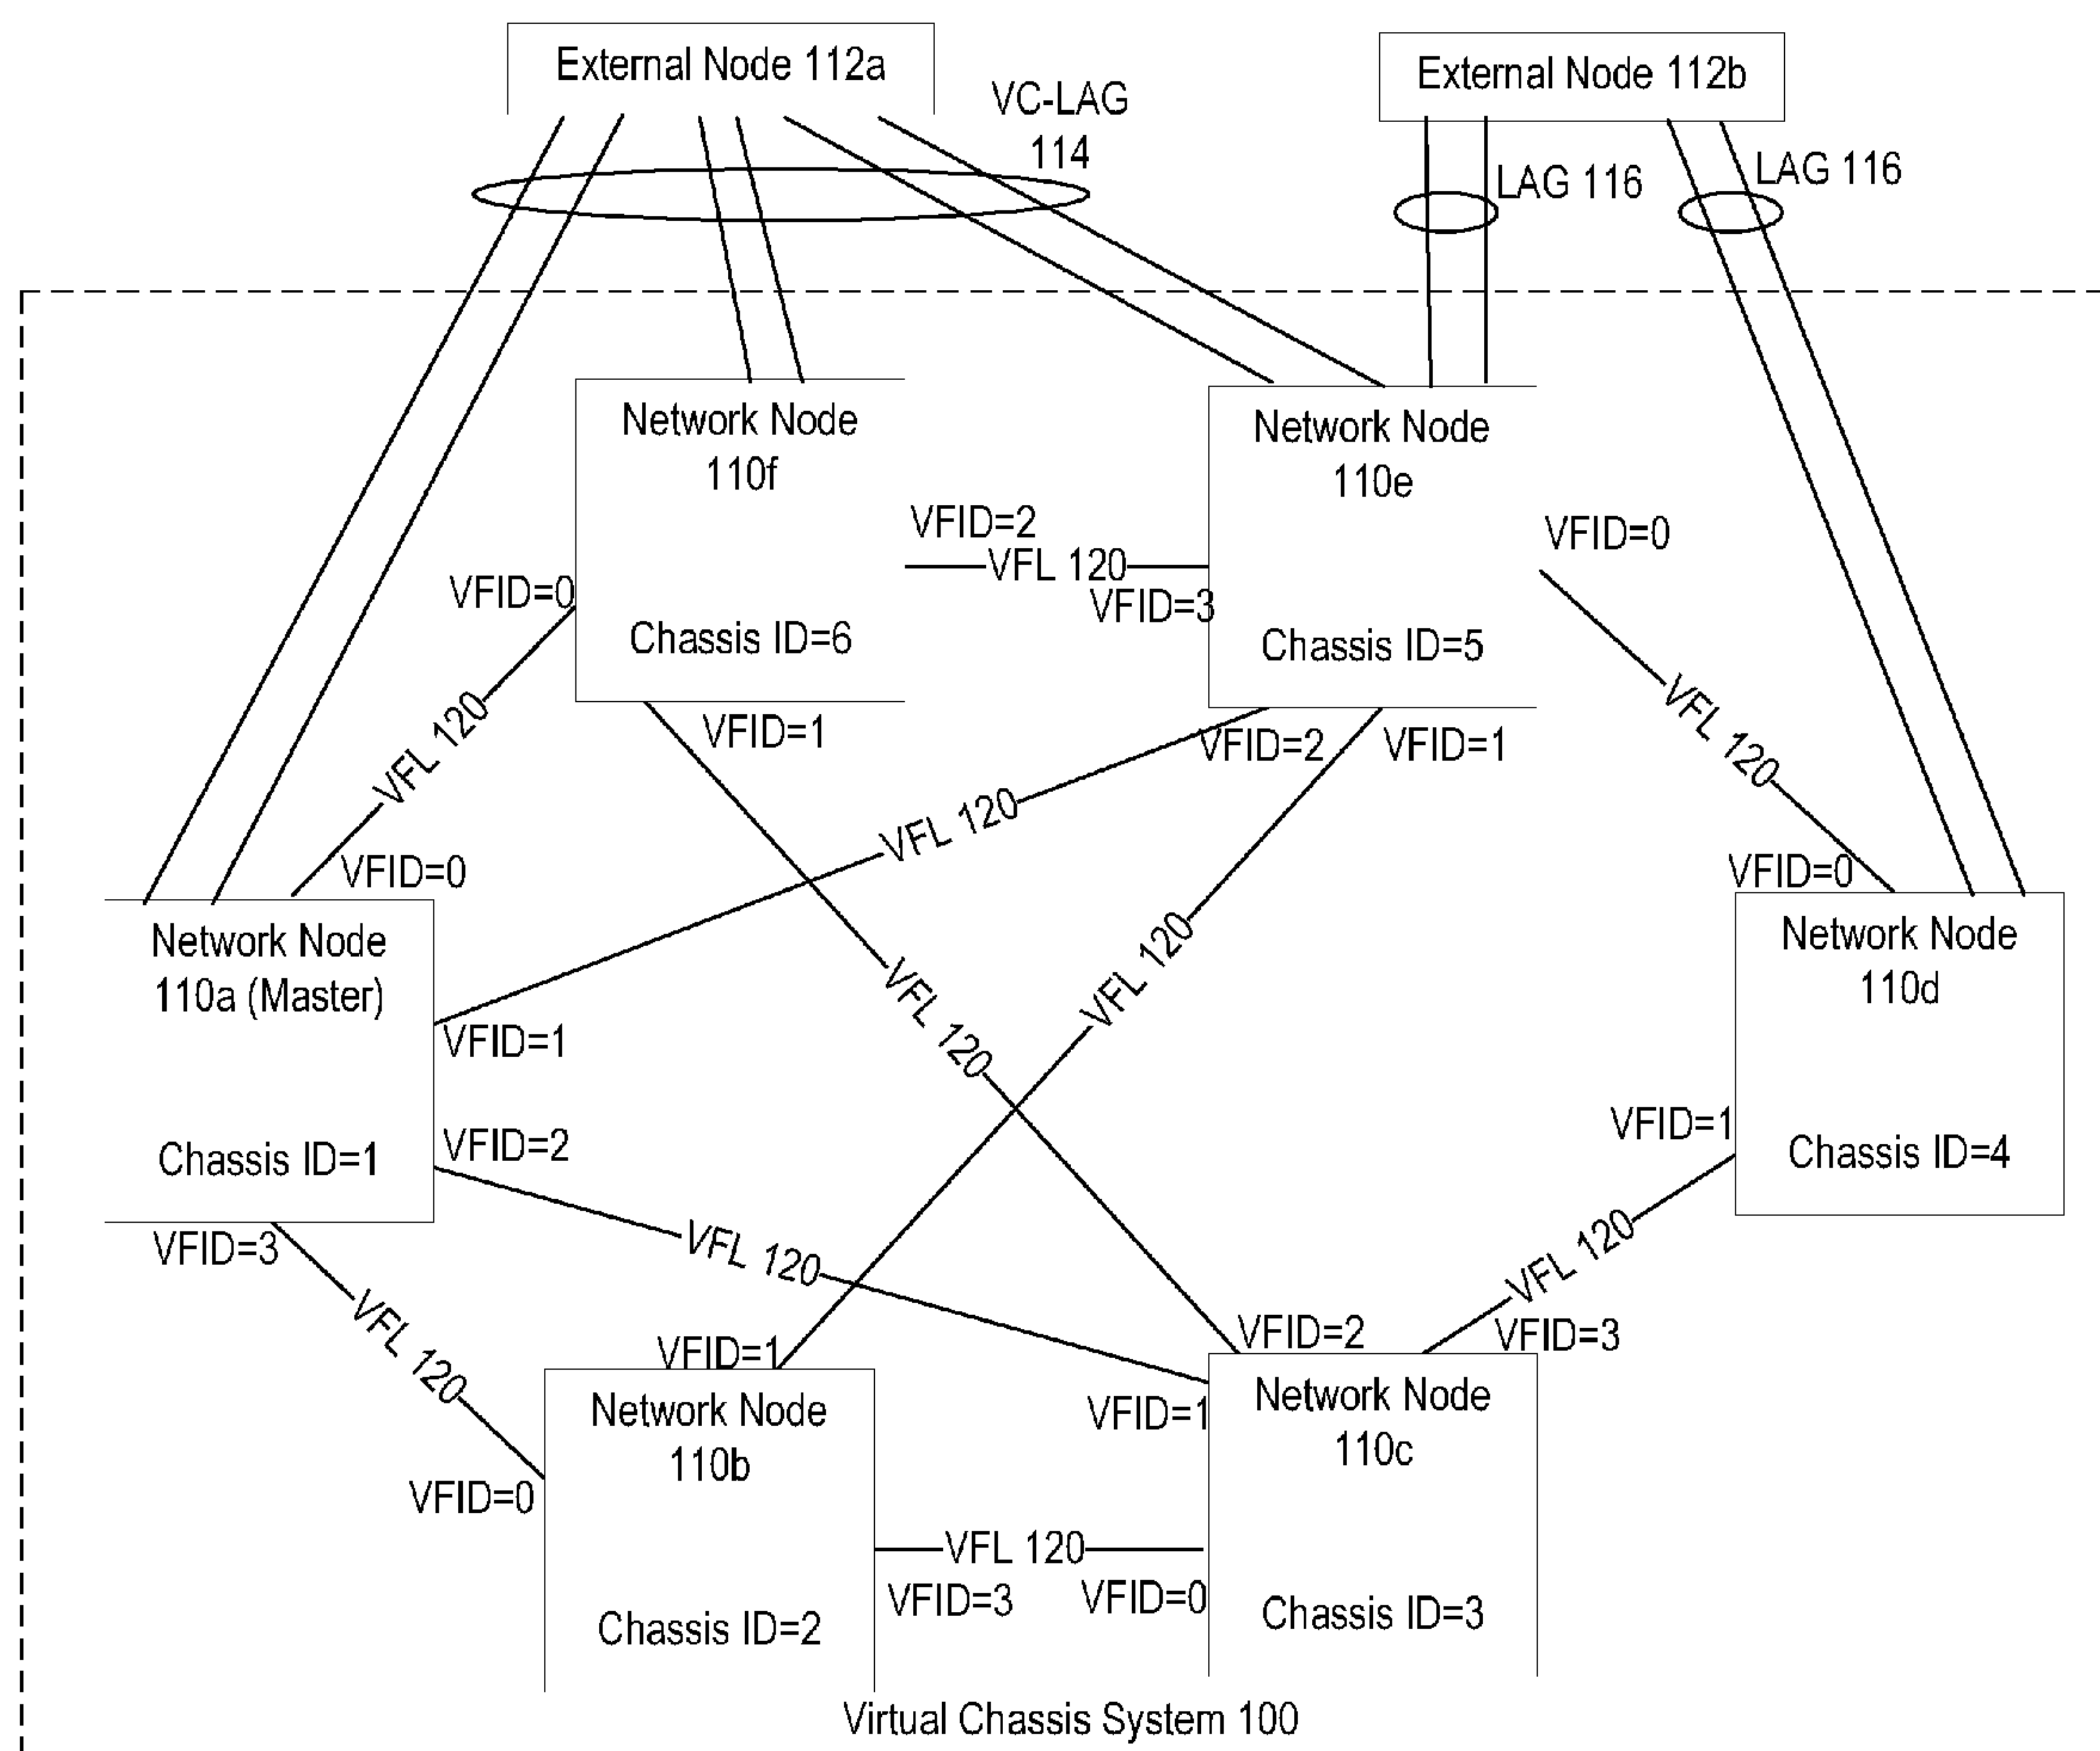 External Node 112a
External Node 112b
VC-LAG
114
LAG 116
LAG 116
Network Node
110f
Chassis ID=6
Network Node
110e
Chassis ID=5
VFID=2
VFL 120
VFID=3
VFID=0
VFID=0
VFL 120
VFID=0
VFID=1
VFID=2
VFID=1
VFL 120
VFL 120
VFID=0
Network Node
110a (Master)
Chassis ID=1
VFID=1
VFID=2
VFID=3
VFL 120
VFL 120
Network Node
110d
Chassis ID=4
VFID=1
VFL 120
VFL 120
VFID=3
VFL 120
VFID=1
VFID=2
VFID=1
VFID=0
Network Node
110b
Chassis ID=2
Network Node
110c
Chassis ID=3
VFL 120
VFID=3
VFID=0
Virtual Chassis System 100